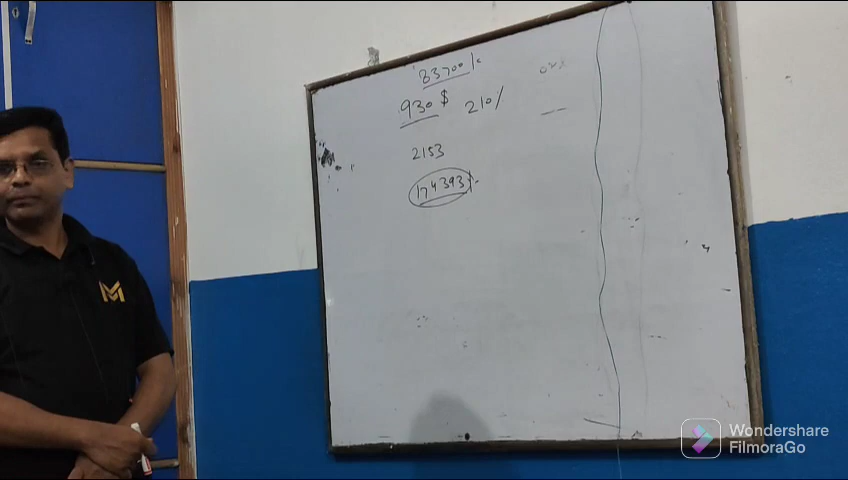 83700/-
930 $ 210%
2153
174393/-
M
Wondershare
FilmoraGo